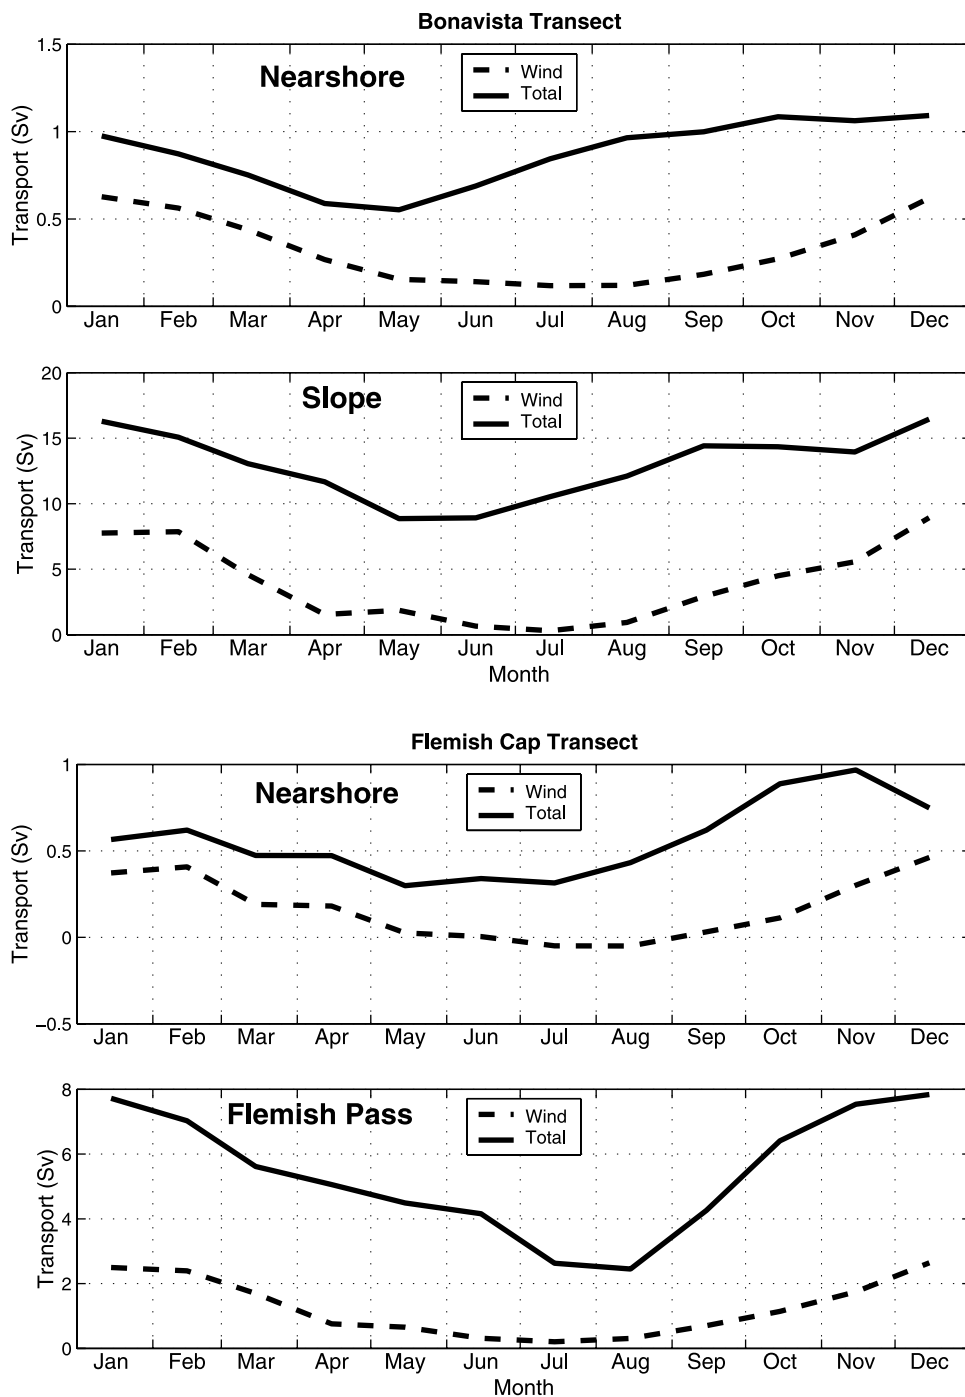 Bonavista Transect
1.5
Nearshore
Wind
Total
1
Transport (Sv)
0.5
0
Jan Feb Mar Apr May Jun Jul Aug Sep Oct Nov Dec
20
Slope
Wind
Total
15
Transport (Sv)
10
5
0
Jan Feb Mar Apr May Jun Jul Aug Sep Oct Nov Dec
Month
Flemish Cap Transect
1
Nearshore
Wind
Total
0.5
Transport (Sv)
0
−0.5
Jan Feb Mar Apr May Jun Jul Aug Sep Oct Nov Dec
8
Flemish Pass
Wind
Total
6
Transport (Sv)
4
2
0
Jan Feb Mar Apr May Jun Jul Aug Sep Oct Nov Dec
Month